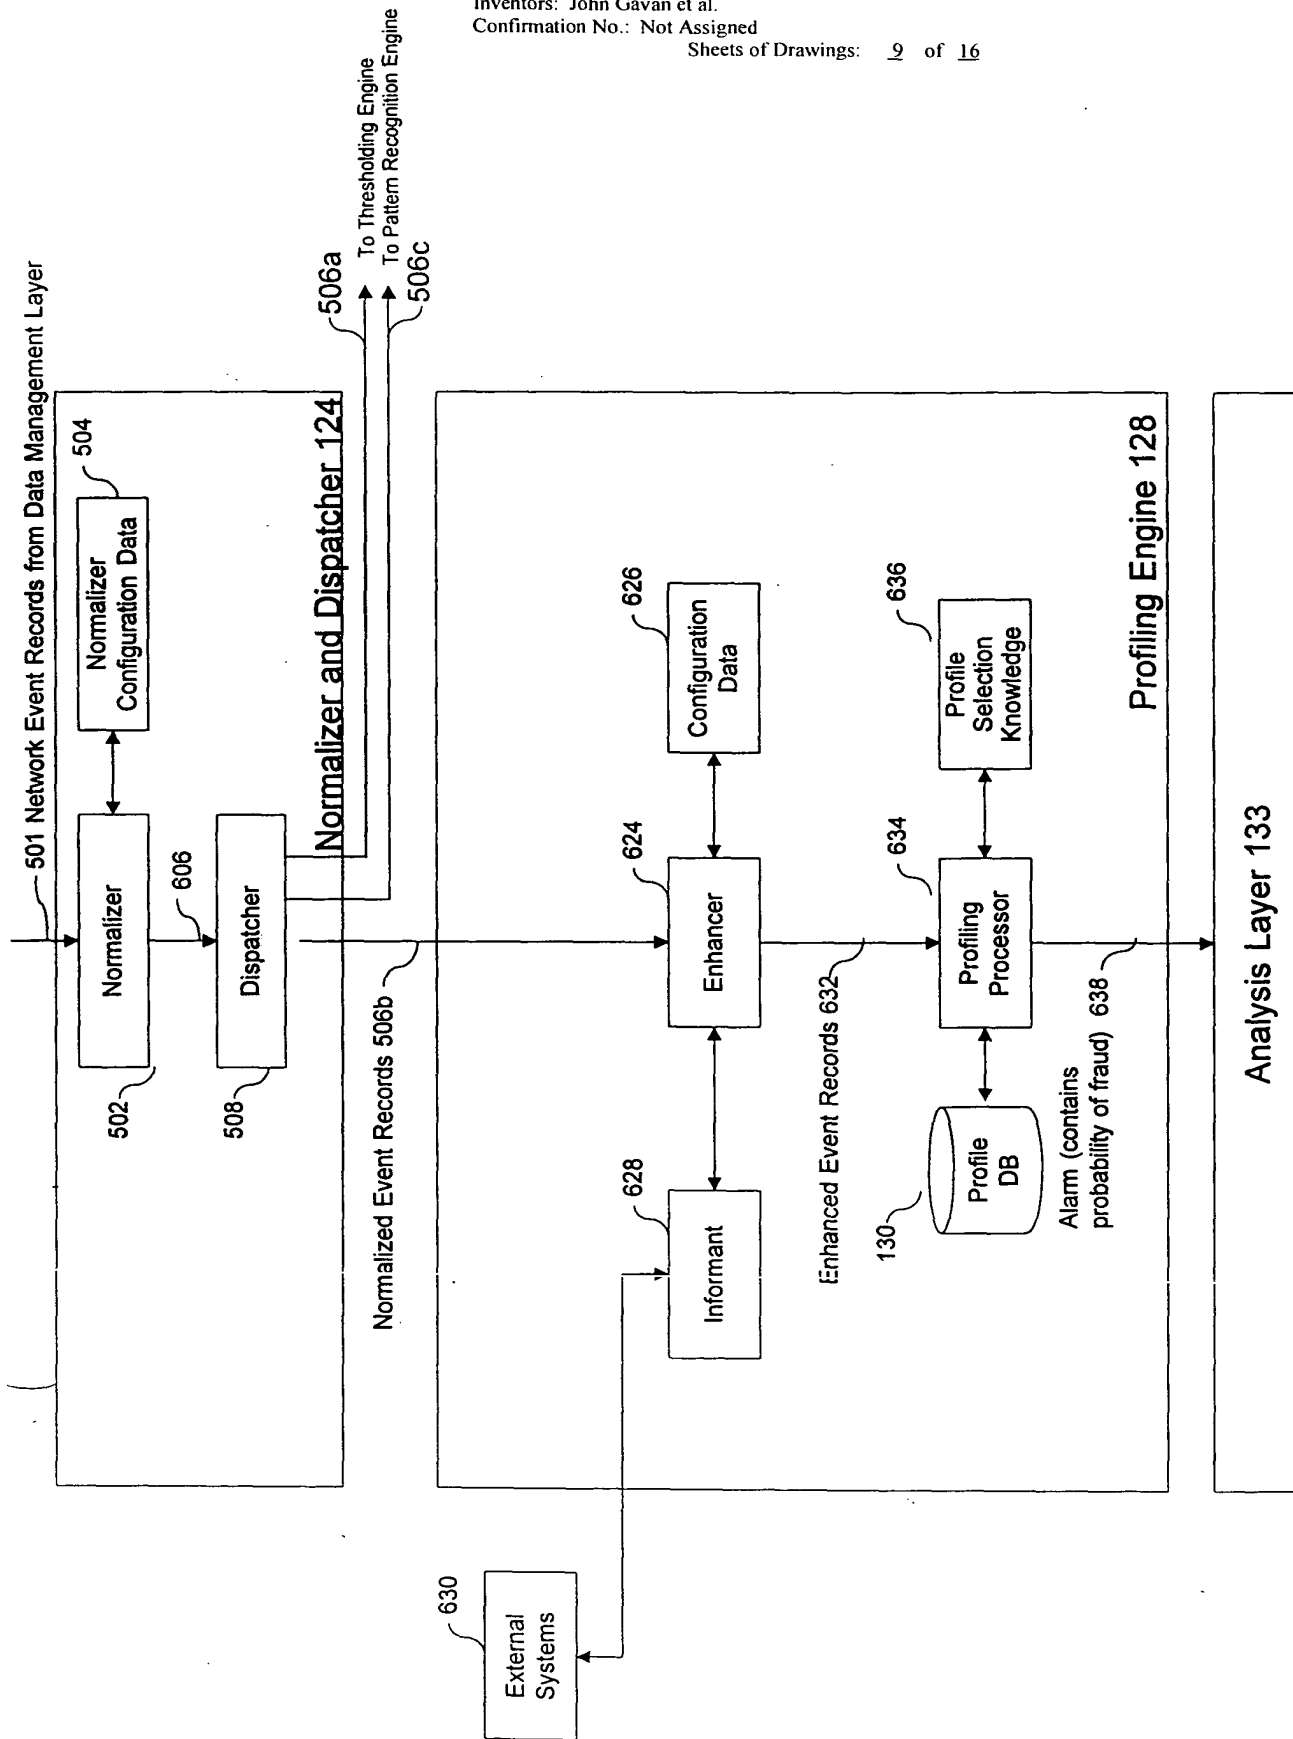 Inventors: John Gavan et al.
Confirmation No.: Not Assigned
Sheets of Drawings: 9 of 16
501 Network Event Records from Data Management Layer
Normalizer
502
Normalizer
Configuration Data
504
606
Dispatcher
508
Normalizer and Dispatcher 124
506a
To Thresholding Engine
To Pattern Recognition Engine
506c
Normalized Event Records 506b
External
Systems
630
Informant
628
Enhancer
624
Configuration
Data
626
Enhanced Event Records 632
Profile
DB
130
Profiling
Processor
634
Profile
Selection
Knowledge
636
Alarm (contains
probability of fraud) 638
Profiling Engine 128
Analysis Layer 133